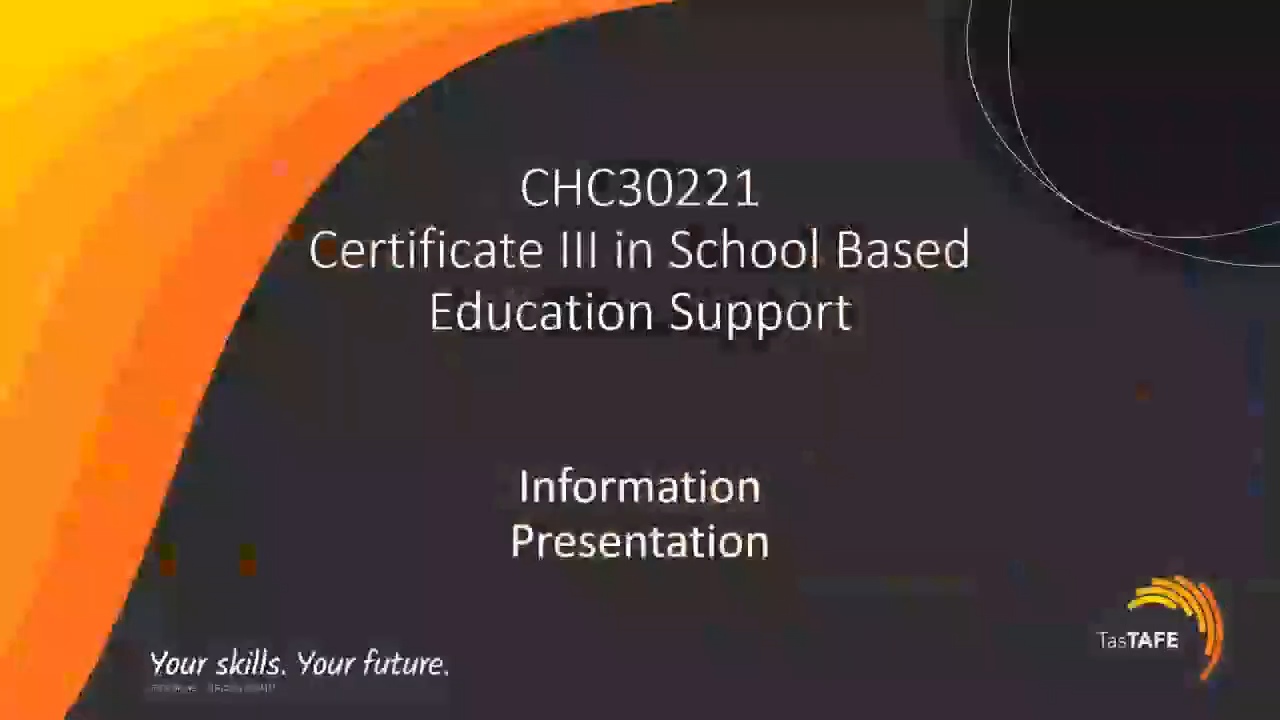 CHC30221
Certificate III in School Based
Education Support
Information
Presentation
TasTAFE
Your skills. Your future.